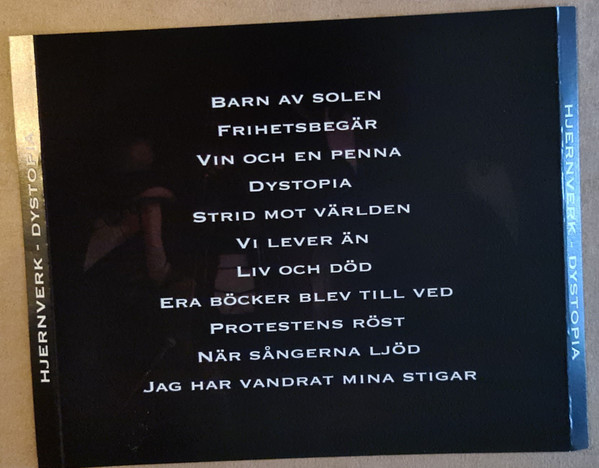 HJERNVERK - DYSTOPIA
BARN AV SOLEN
FRIHETSBEGÄR
VIN OCH EN PENNA
DYSTOPIA
STRID MOT VÄRLDEN
VI LEVER ÄN
LIV OCH DÖD
ERA BÖCKER BLEV TILL VED
PROTESTENS RÖST
NÄR SÅNGERNA LJÖD
JAG HAR VANDRAT MINA STIGAR
HJERNVERK - DYSTOPIA